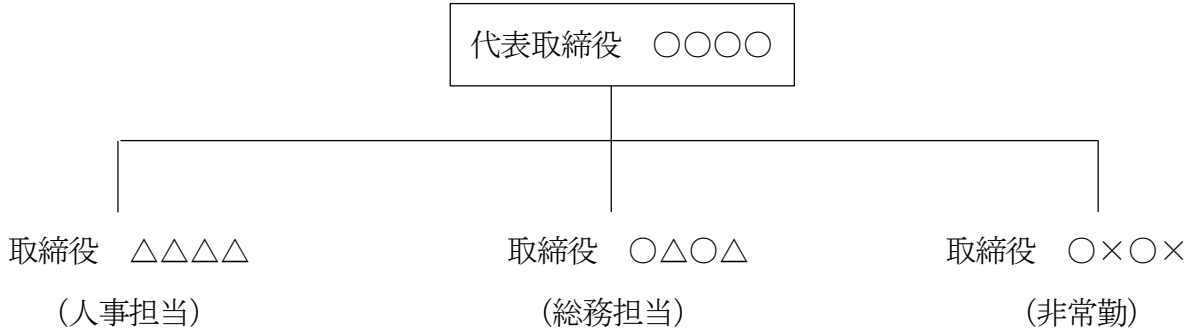 代表取締役　○○○○
取締役　△△△△
取締役　○△○△
取締役　○×○×
（人事担当）
（総務担当）
（非常勤）